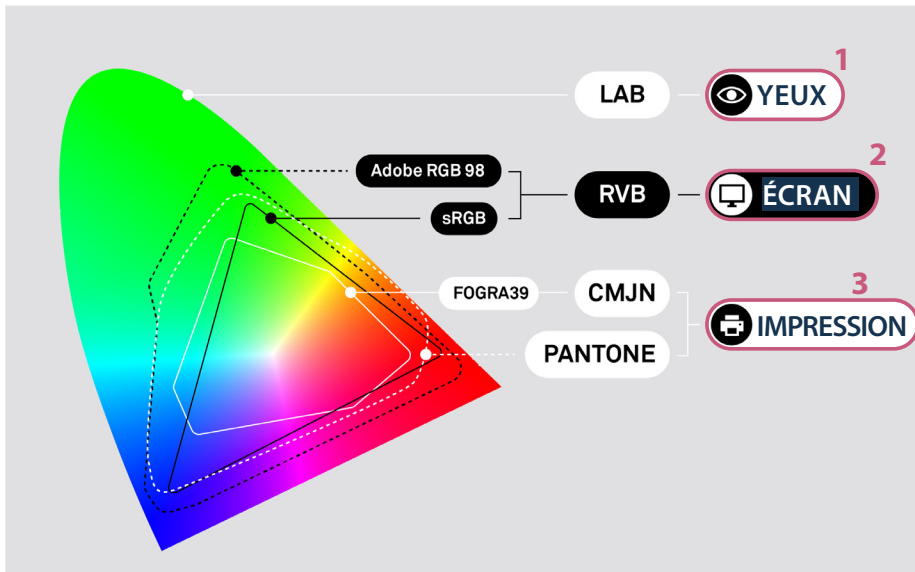 1
LAB
YEUX
2
Adobe RGB 98
RVB
ÉCRAN
sRGB
3
FOGRA39
CMJN
IMPRESSION
PANTONE